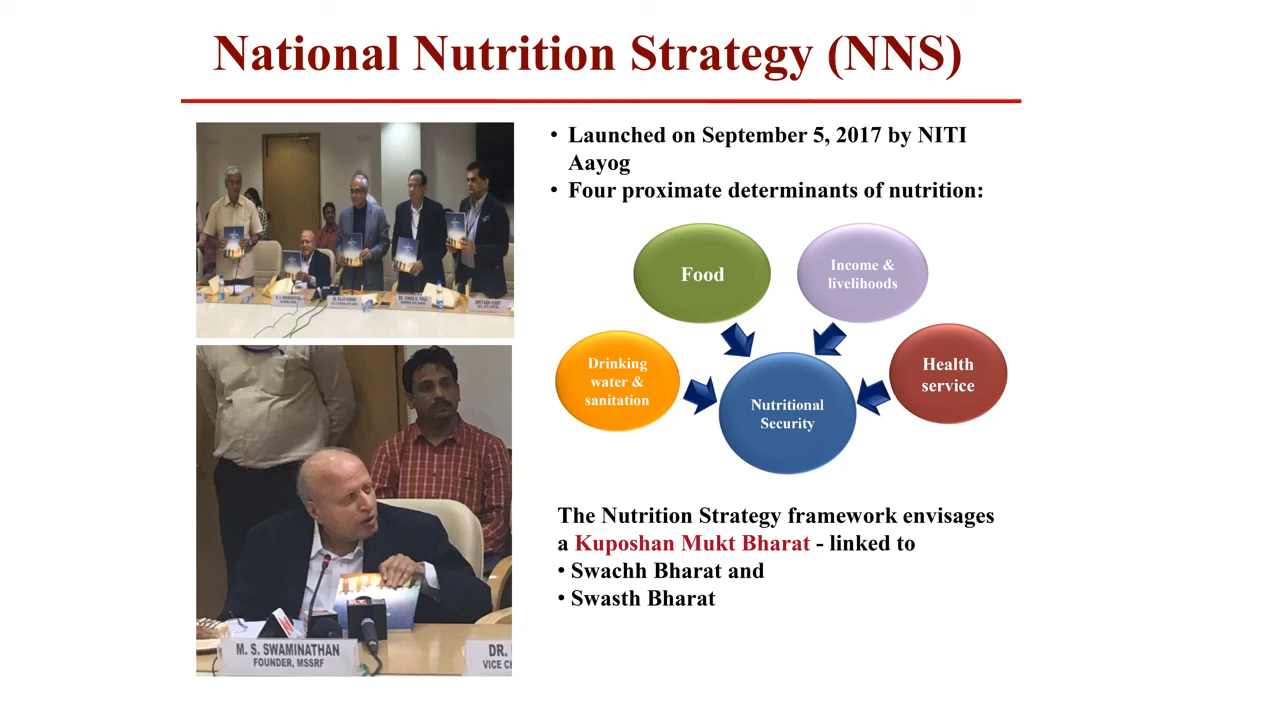 National Nutrition Strategy (NNS)
• Launched on September 5, 2017 by NITI
Aayog
• Four proximate determinants of nutrition:
Food
Income &
livelihoods
Drinking
water &
sanitation
Health
service
Nutritional
Security
The Nutrition Strategy framework envisages
a Kuposhan Mukt Bharat - linked to
• Swachh Bharat and
• Swasth Bharat
M. S. SWAMINATHAN
FOUNDER, MSSRF
DR.
VICE